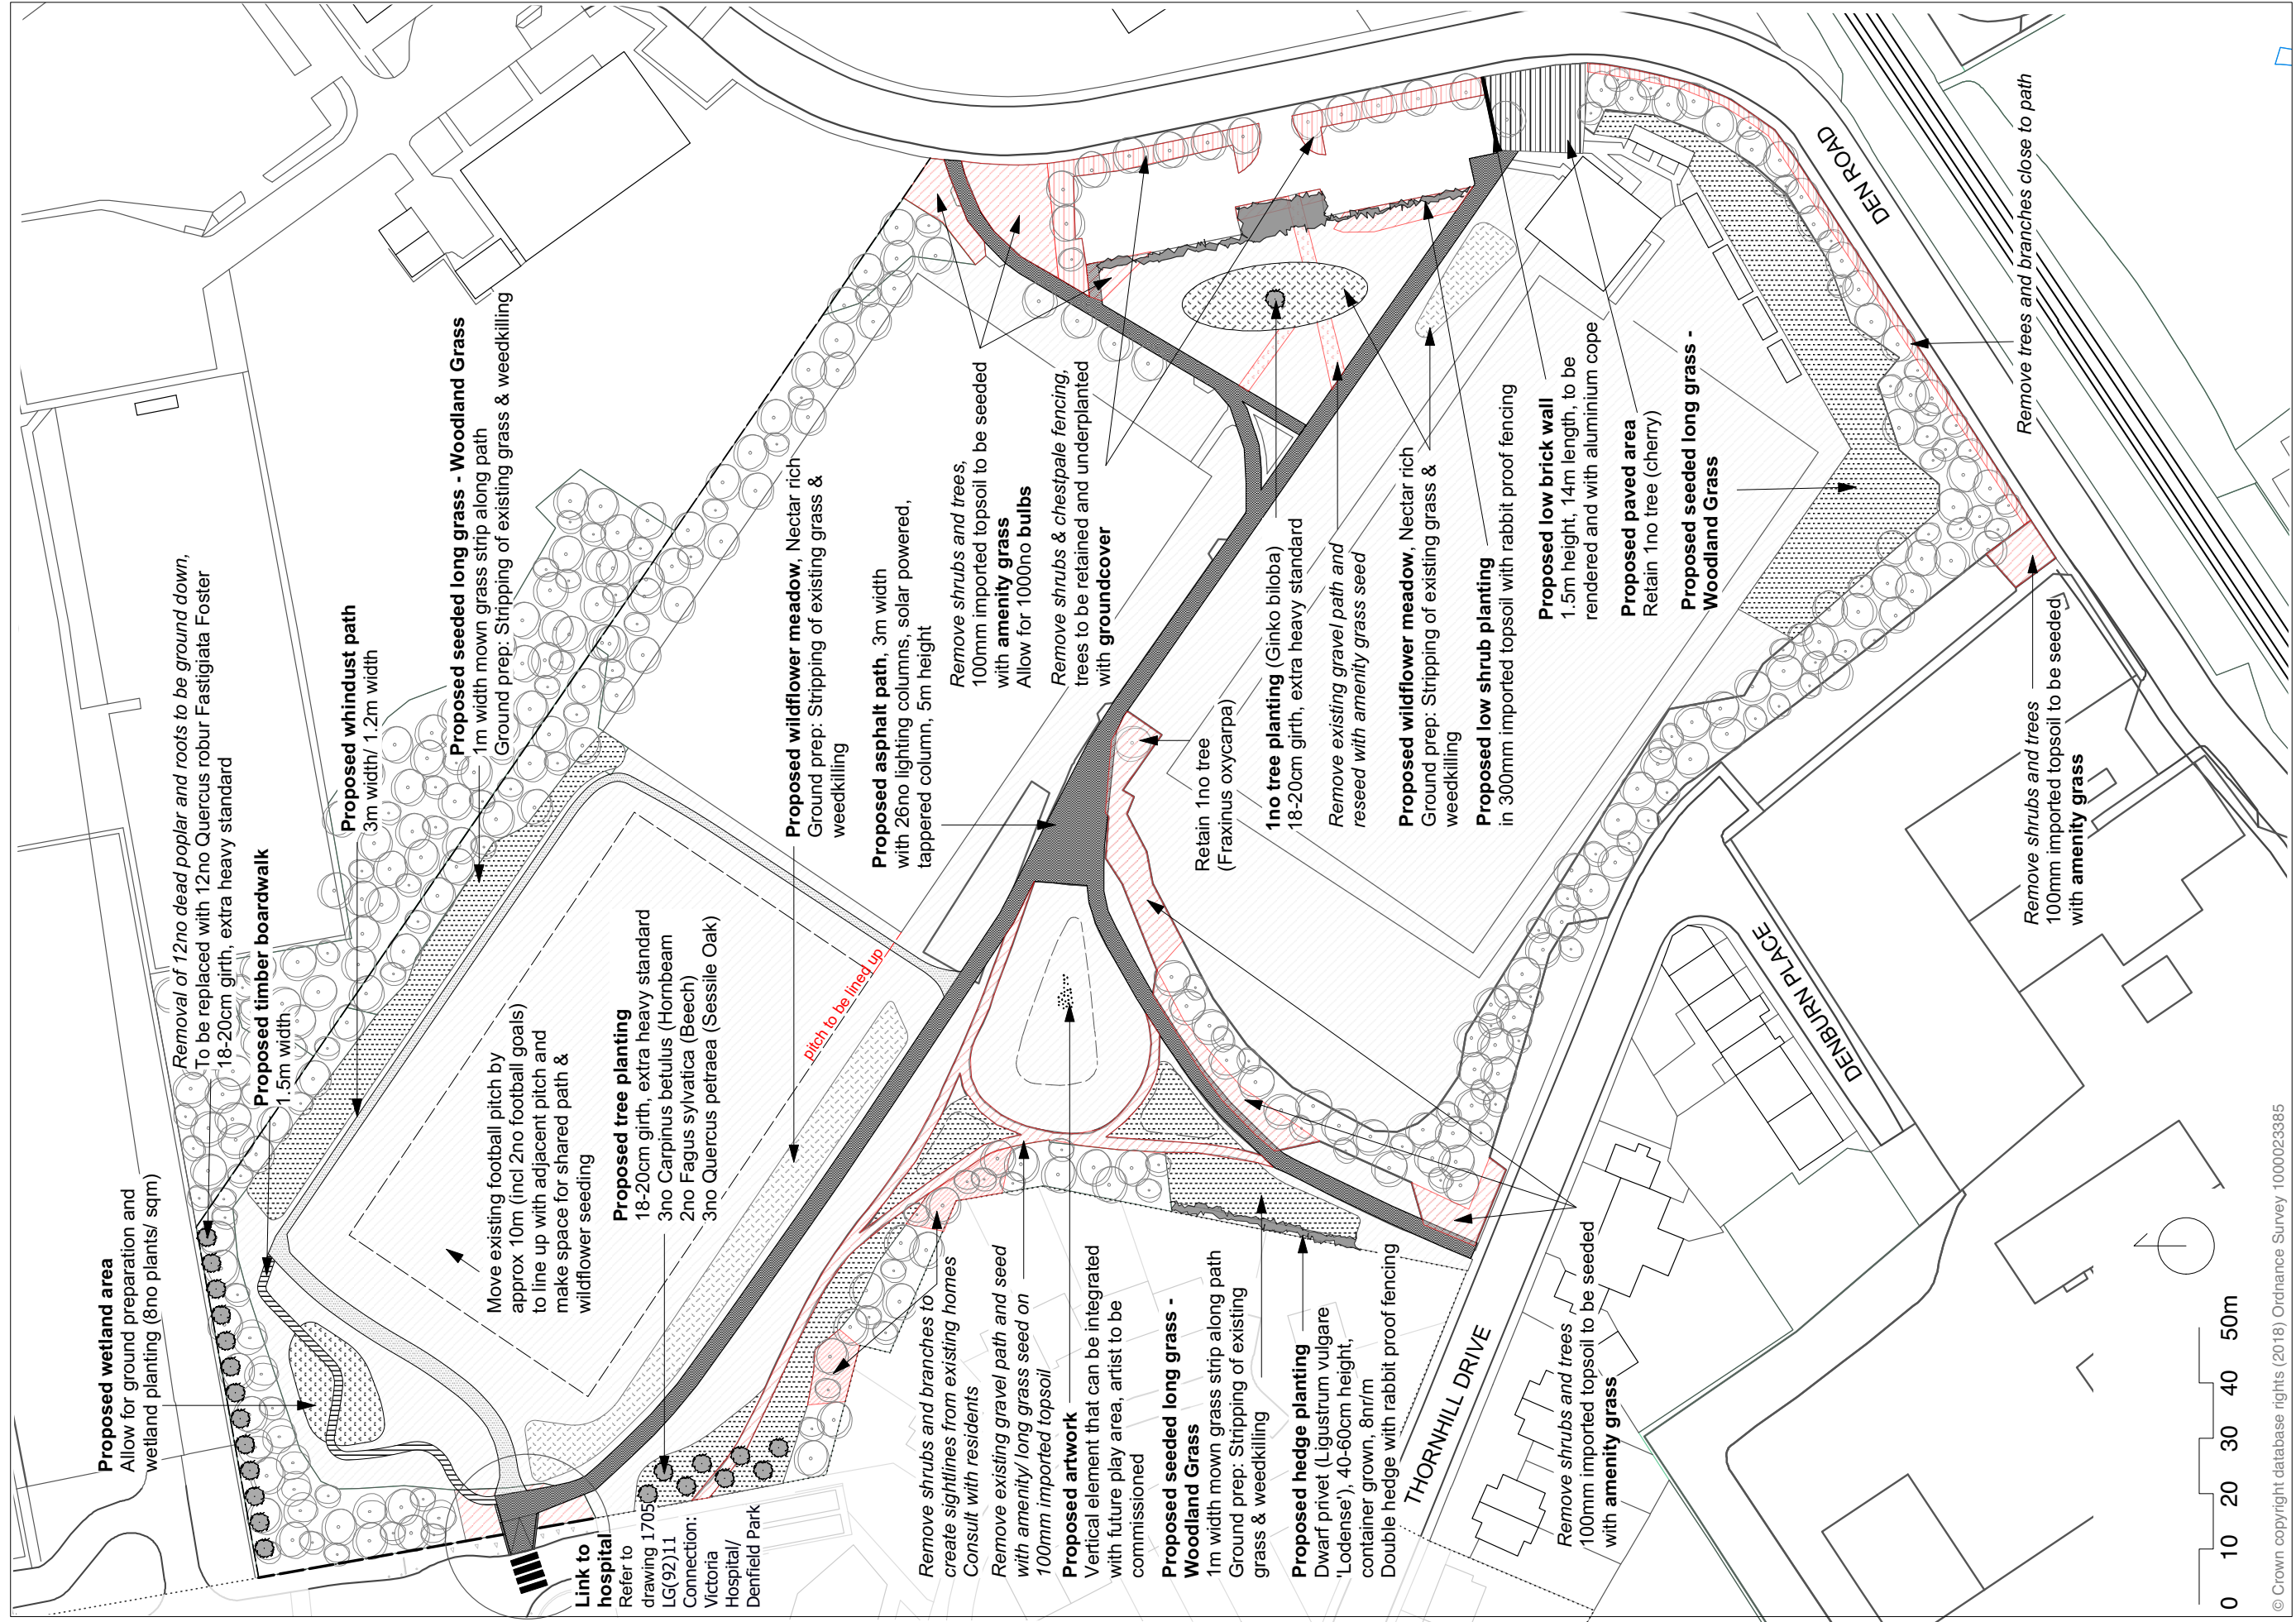 Proposed wetland area
Allow for ground preparation and
wetland planting (8no plants/ sqm)
Removal of 12no dead poplar and roots to be ground down,
To be replaced with 12no Quercus robur Fastigiata Foster
18-20cm girth, extra heavy standard
Proposed timber boardwalk
1.5m width
Proposed whindust path
3m width/ 1.2m width
Proposed seeded long grass - Woodland Grass
1m width mown grass strip along path
Ground prep: Stripping of existing grass & weedkilling
Move existing football pitch by
approx 10m (incl 2no football goals)
to line up with adjacent pitch and
make space for shared path &
wildflower seeding
Proposed tree planting
18-20cm girth, extra heavy standard
3no Carpinus betulus (Hornbeam
2no Fagus sylvatica (Beech)
3no Quercus petraea (Sessile Oak)
Link to
hospital
Refer to
drawing 1705
LG(92)11
Connection:
Victoria
Hospital/
Denfield Park
pitch to be lined up
Proposed wildflower meadow, Nectar rich
Ground prep: Stripping of existing grass &
weedkilling
Proposed asphalt path, 3m width
with 26no lighting columns, solar powered,
tappered column, 5m height
Remove shrubs and trees,
100mm imported topsoil to be seeded
with amenity grass
Allow for 1000no bulbs
Remove shrubs & chestpale fencing,
trees to be retained and underplanted
with groundcover
Remove shrubs and branches to
create sightlines from existing homes
Consult with residents
Remove existing gravel path and seed
with amenity/ long grass seed on
100mm imported topsoil
Proposed artwork
Vertical element that can be integrated
with future play area, artist to be
commissioned
Proposed seeded long grass -
Woodland Grass
1m width mown grass strip along path
Ground prep: Stripping of existing
grass & weedkilling
Proposed hedge planting
Dwarf privet (Ligustrum vulgare
'Lodense'), 40-60cm height,
container grown, 8nr/m
Double hedge with rabbit proof fencing
Retain 1no tree
(Fraxinus oxycarpa)
1no tree planting (Ginko biloba)
18-20cm girth, extra heavy standard
Remove existing gravel path and
reseed with amenity grass seed
Proposed wildflower meadow, Nectar rich
Ground prep: Stripping of existing grass &
weedkilling
Proposed low shrub planting
in 300mm imported topsoil with rabbit proof fencing
Proposed low brick wall
1.5m height, 14m length, to be
rendered and with aluminium cope
Proposed paved area
Retain 1no tree (cherry)
Proposed seeded long grass -
Woodland Grass
THORNHILL DRIVE
Remove shrubs and trees
100mm imported topsoil to be seeded
with amenity grass
DENBURN PLACE
DEN ROAD
Remove trees and branches close to path
Remove shrubs and trees
100mm imported topsoil to be seeded
with amenity grass
0 10 20 30 40 50m
© Crown copyright database rights (2018) Ordnance Survey 100023385